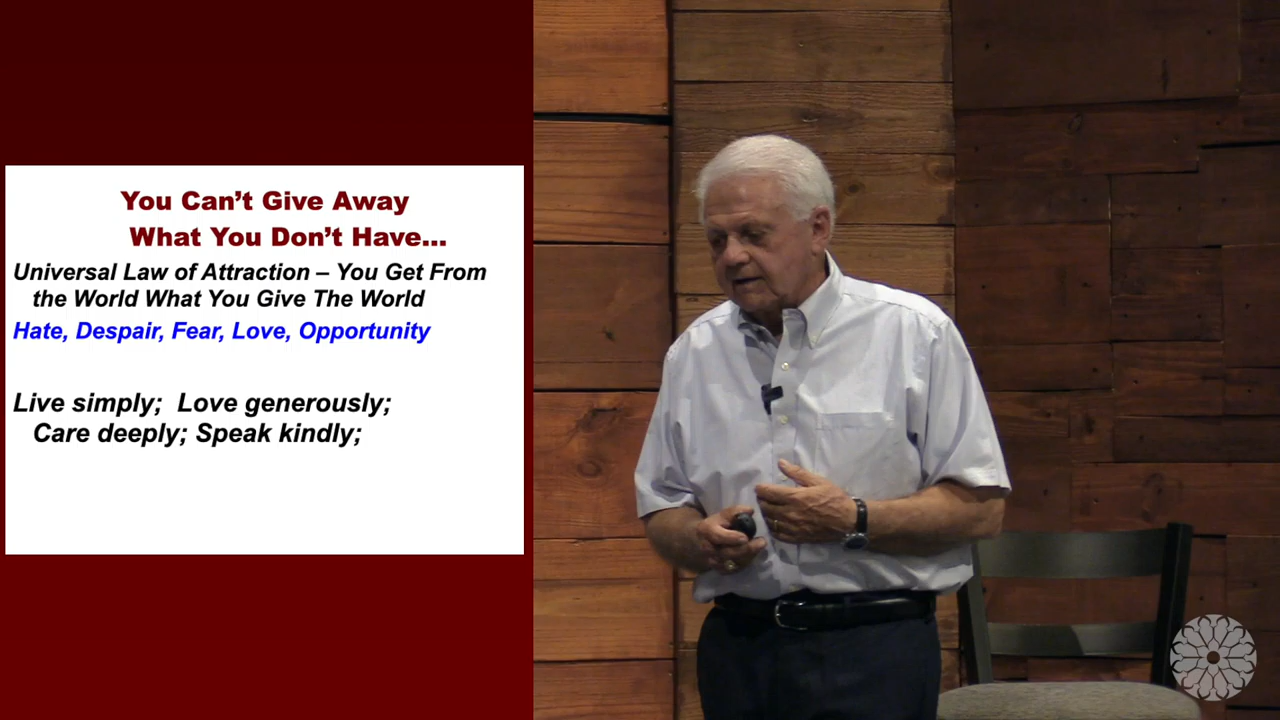 You Can’t Give Away
What You Don’t Have...
Universal Law of Attraction – You Get From
the World What You Give The World
Hate, Despair, Fear, Love, Opportunity
Live simply; Love generously;
Care deeply; Speak kindly;